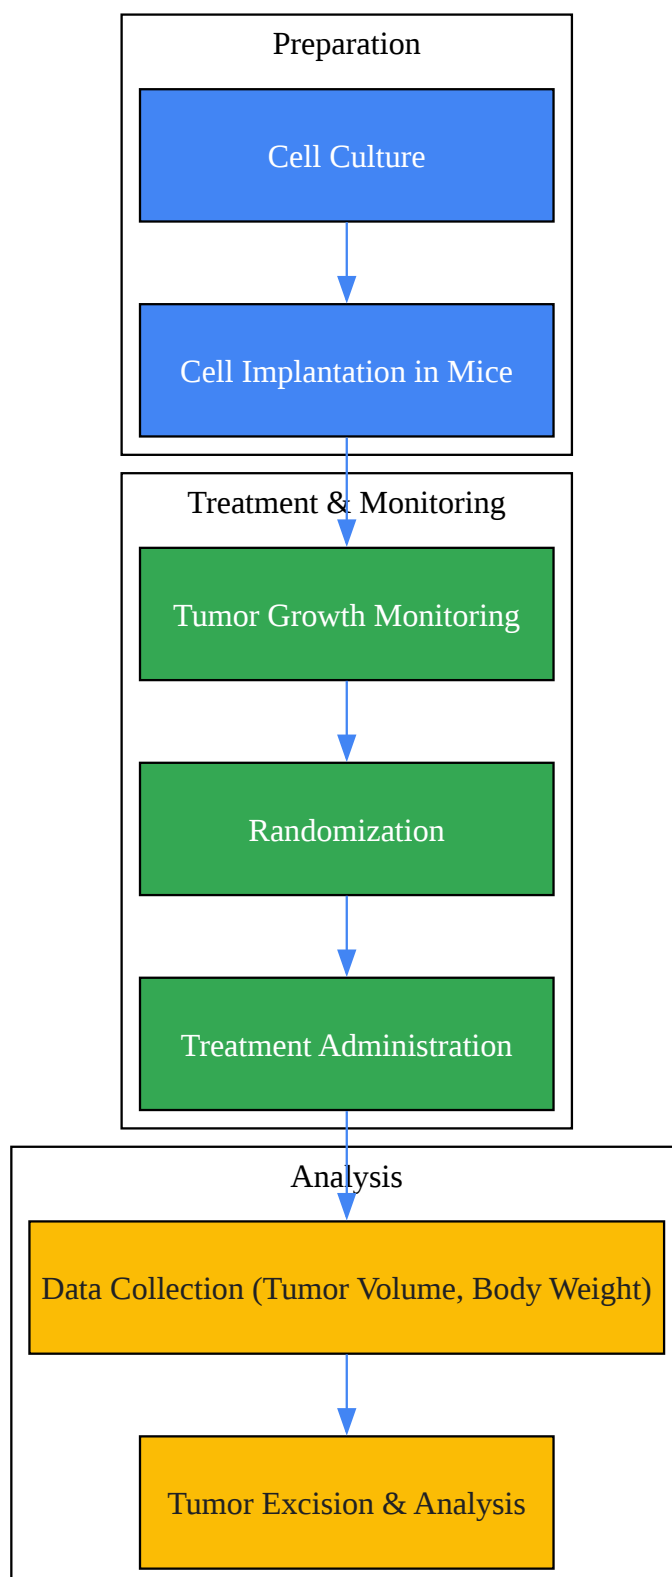 Preparation
Cell Culture
Cell Implantation in Mice
Treatment & Monitoring
Tumor Growth Monitoring
Randomization
Treatment Administration
Analysis
Data Collection (Tumor Volume, Body Weight)
Tumor Excision & Analysis